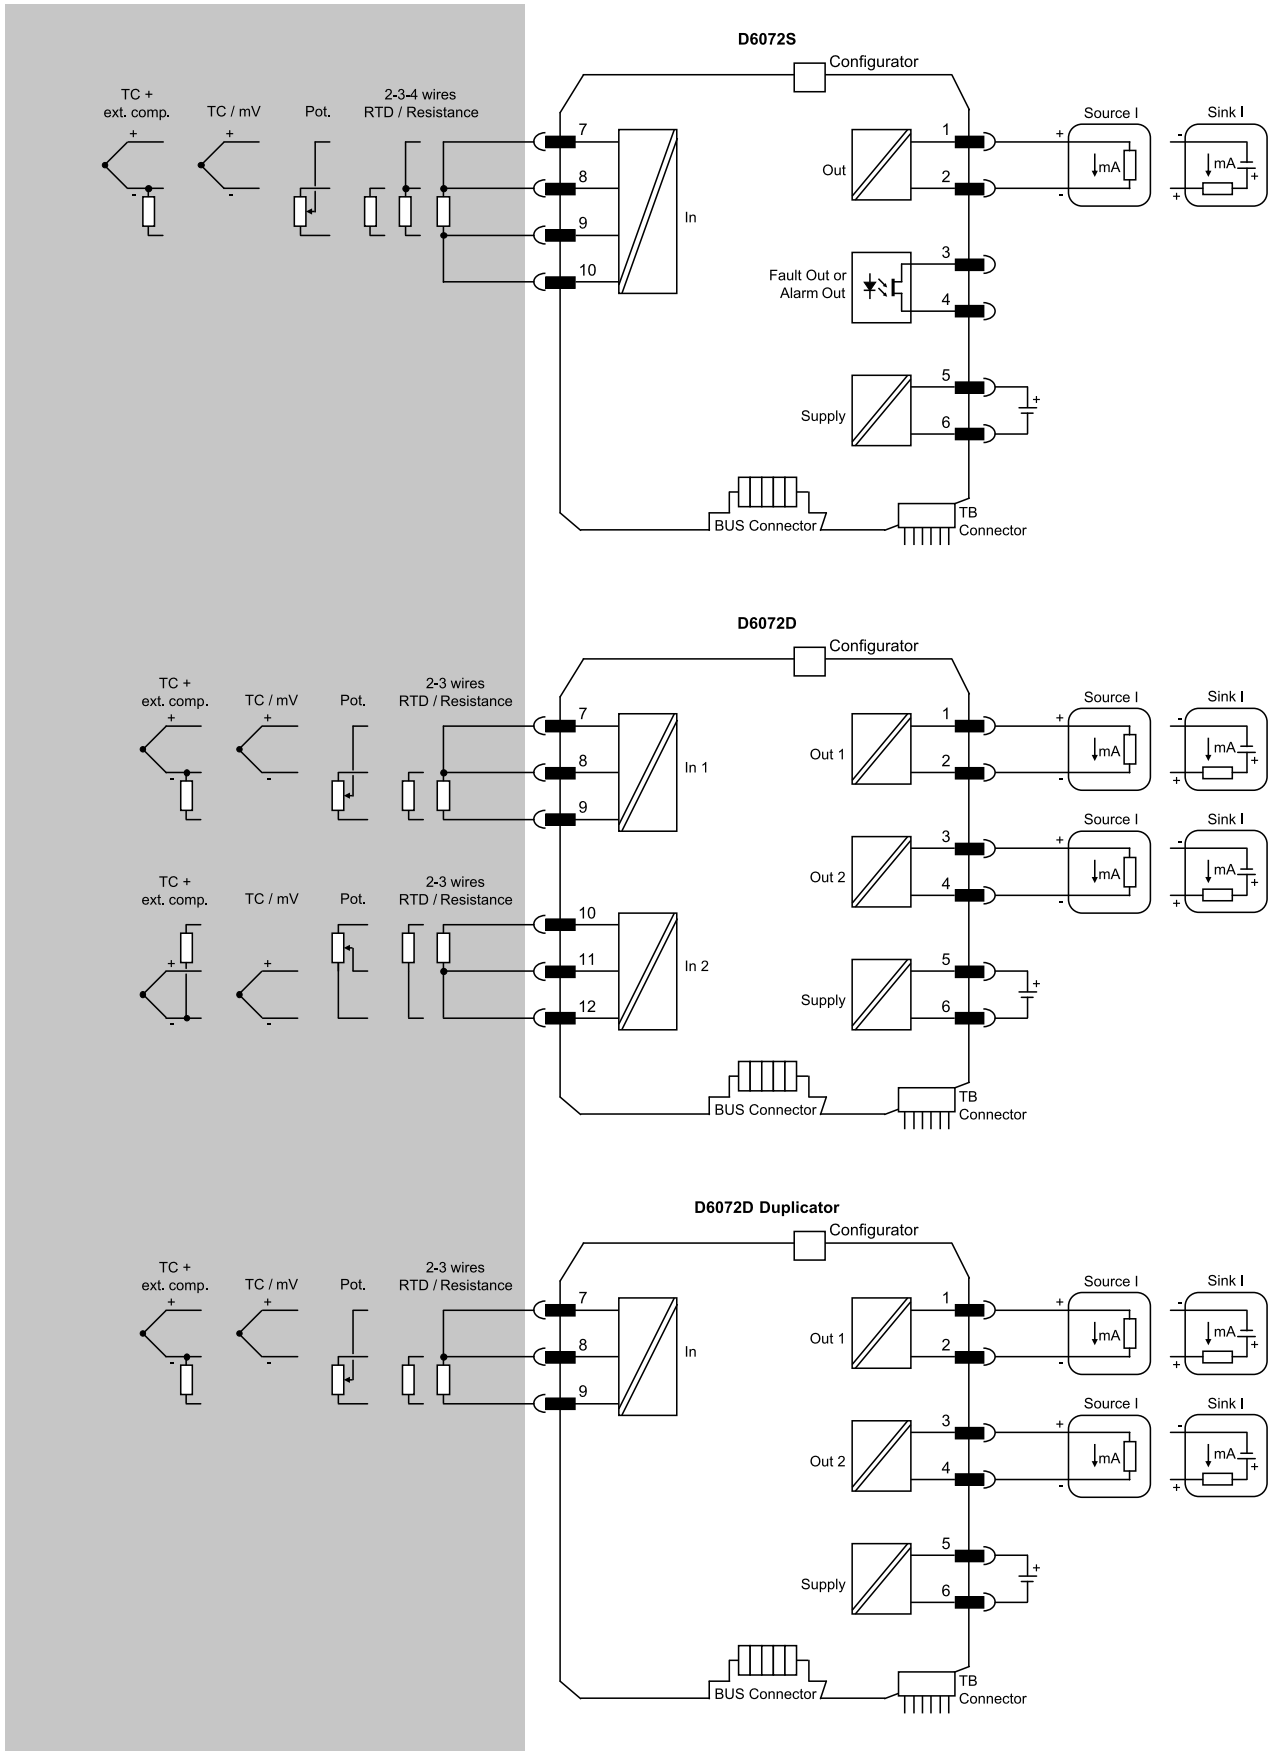 D6072S
Configurator
TC +
ext. comp.
TC / mV
Pot.
2-3-4 wires
RTD / Resistance
+
-
+
-
7
8
9
10
In
Out
1
2
+
-
Source I
mA
Sink I
-
mA
+
+
Fault Out or
Alarm Out
3
4
Supply
5
6
+
BUS Connector
TB
Connector
D6072D
Configurator
TC +
ext. comp.
TC / mV
Pot.
2-3 wires
RTD / Resistance
+
-
+
-
7
8
9
In 1
Out 1
1
2
+
-
Source I
mA
Sink I
-
mA
+
+
TC +
ext. comp.
TC / mV
Pot.
2-3 wires
RTD / Resistance
+
-
+
-
10
11
12
In 2
Out 2
3
4
+
-
Source I
mA
Sink I
-
mA
+
+
Supply
5
6
+
BUS Connector
TB
Connector
D6072D Duplicator
Configurator
TC +
ext. comp.
TC / mV
Pot.
2-3 wires
RTD / Resistance
+
-
+
-
7
8
9
In
Out 1
1
2
+
-
Source I
mA
Sink I
-
mA
+
+
Out 2
3
4
+
-
Source I
mA
Sink I
-
mA
+
+
Supply
5
6
+
BUS Connector
TB
Connector